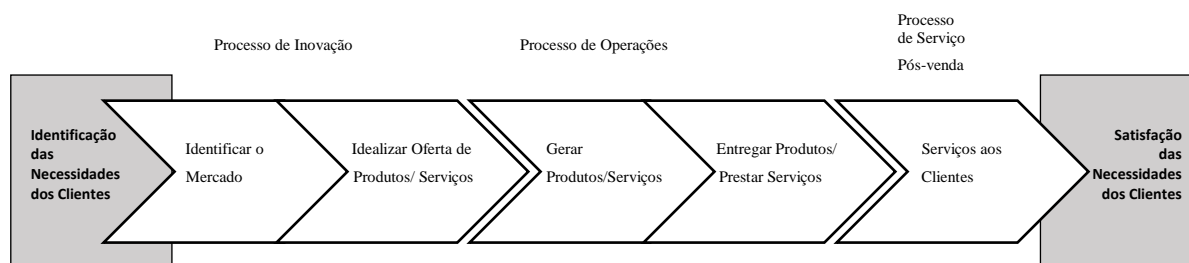 Processo de Inovação
Processo de Operações
Processo
de Serviço
Pós-venda
Identificação
das
Necessidades
dos Clientes
Identificar o
Mercado
Idealizar Oferta de
Produtos/ Serviços
Gerar
Produtos/Serviços
Entregar Produtos/
Prestar Serviços
Serviços aos
Clientes
Satisfação
das
Necessidades
dos Clientes